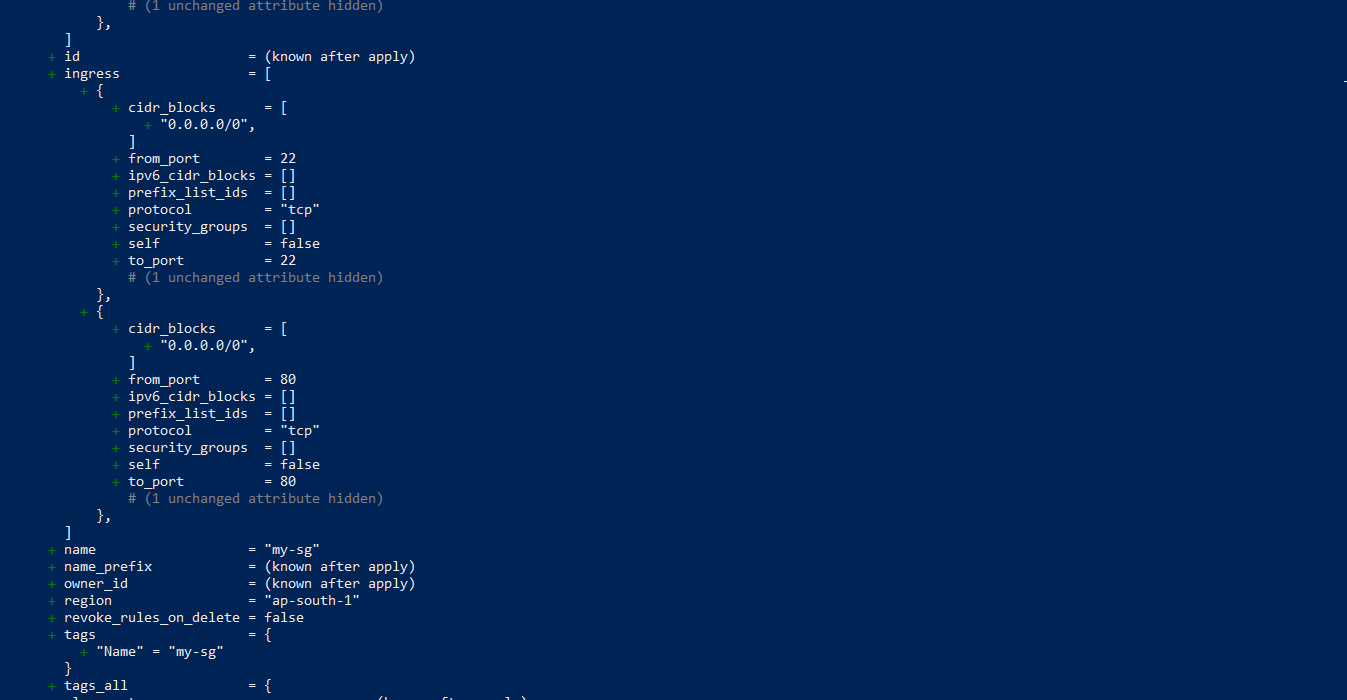 # (1 unchanged attribute hidden)
},
]
+ id = (known after apply)
+ ingress = [
+ {
+ cidr_blocks = [
+ "0.0.0.0/0",
]
+ from_port = 22
+ ipv6_cidr_blocks = []
+ prefix_list_ids = []
+ protocol = "tcp"
+ security_groups = []
+ self = false
+ to_port = 22
# (1 unchanged attribute hidden)
},
+ {
+ cidr_blocks = [
+ "0.0.0.0/0",
]
+ from_port = 80
+ ipv6_cidr_blocks = []
+ prefix_list_ids = []
+ protocol = "tcp"
+ security_groups = []
+ self = false
+ to_port = 80
# (1 unchanged attribute hidden)
},
]
+ name = "my-sg"
+ name_prefix = (known after apply)
+ owner_id = (known after apply)
+ region = "ap-south-1"
+ revoke_rules_on_delete = false
+ tags = {
+ "Name" = "my-sg"
}
+ tags_all = {